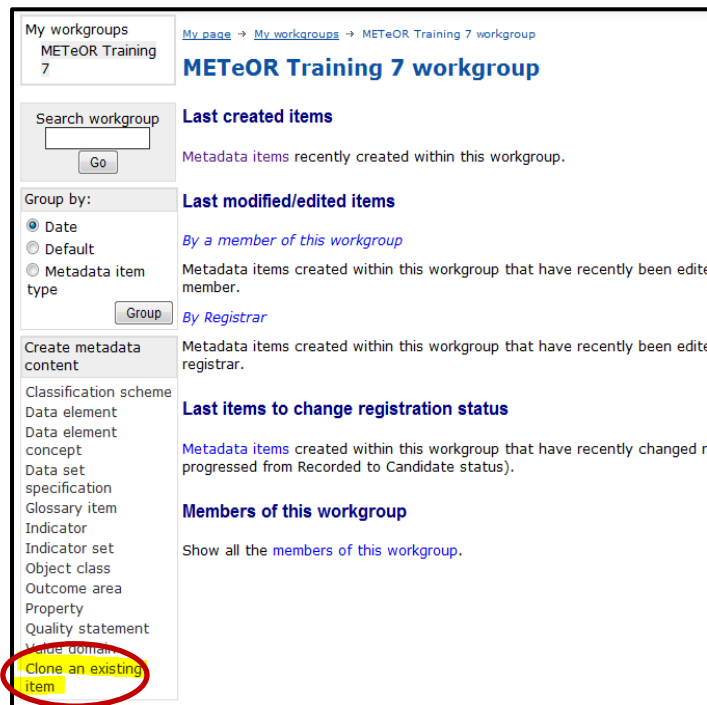 My workgroups
METeOR Training
7
Search workgroup
Go
Group by:
Date
Default
Metadata item
type
Group
Create metadata
content
Classification scheme
Data element
Data element
concept
Data set
specification
Glossary item
Indicator
Indicator set
Object class
Outcome area
Property
Quality statement
Value domain
Clone an existing
item
My page → My workgroups → METeOR Training 7 workgroup
METeOR Training 7 workgroup
Last created items
Metadata items recently created within this workgroup.
Last modified/edited items
By a member of this workgroup
Metadata items created within this workgroup that have recently been edite
member.
By Registrar
Metadata items created within this workgroup that have recently been edite
registrar.
Last items to change registration status
Metadata items created within this workgroup that have recently changed r
progressed from Recorded to Candidate status).
Members of this workgroup
Show all the members of this workgroup.